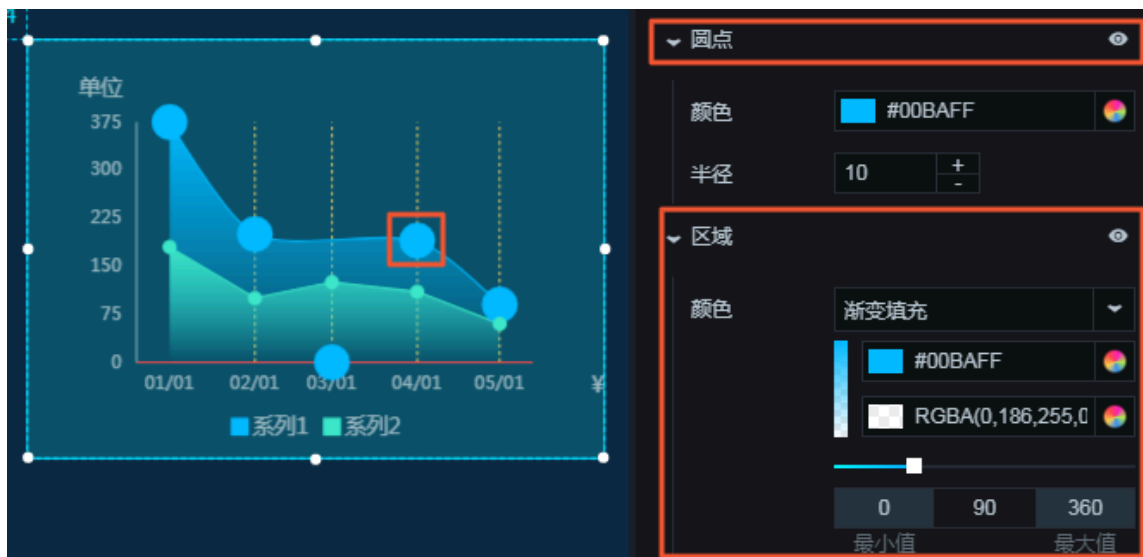 单位
375
300
225
150
75
0
01/01 02/01 03/01 04/01 05/01 ¥
系列1 系列2
圆点
颜色 #00BAFF
半径 10 + -
区域
颜色 渐变填充
#00BAFF
RGBA(0,186,255,0
0 90 360
最小值 最大值